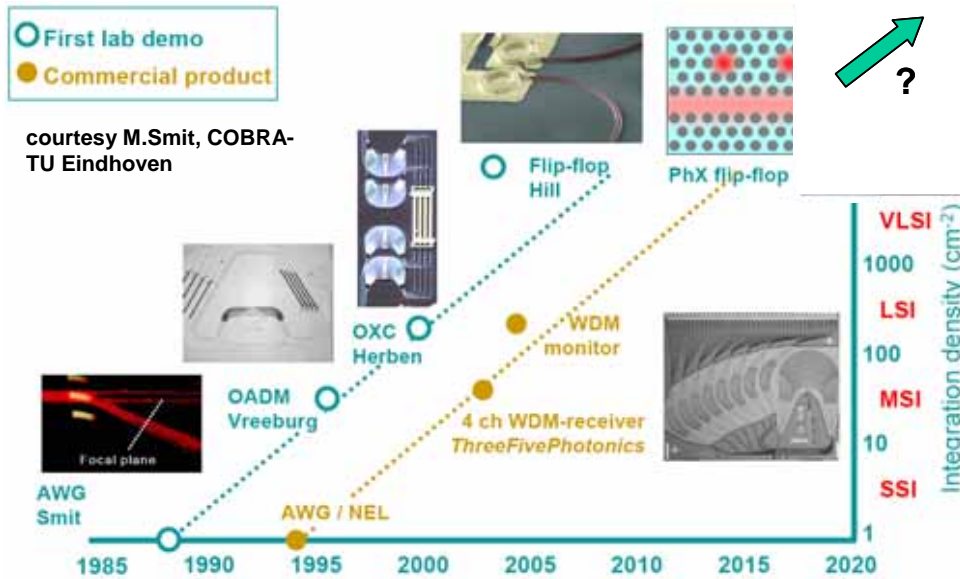 First lab demo
Commercial product
courtesy M.Smit, COBRA-
TU Eindhoven
?
Flip-flop
Hill
PhX flip-flop
OXC
Herben
WDM
monitor
OADM
Vreeburg
4 ch WDM-receiver
ThreeFivePhotonics
Focal plane
AWG
Smit
AWG / NEL
VLSI
1000
LSI
100
MSI
10
SSI
1
Integration density (cm⁻²)
1985 1990 1995 2000 2005 2010 2015 2020